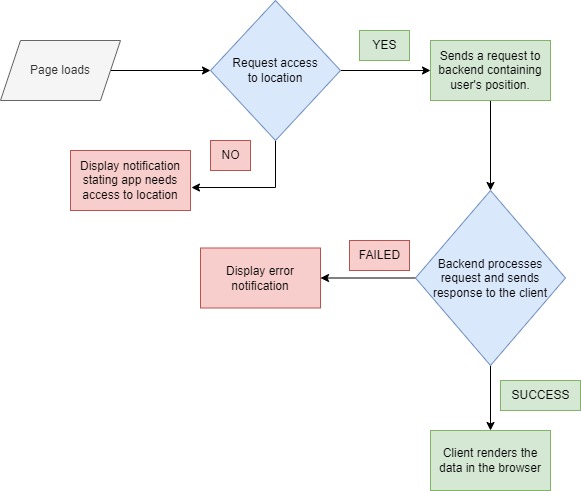 Page loads
Request access
to location
YES
Sends a request to
backend containing
user's position.
NO
Display notification
stating app needs
access to location
FAILED
Display error
notification
Backend processes
request and sends
response to the client
SUCCESS
Client renders the
data in the browser